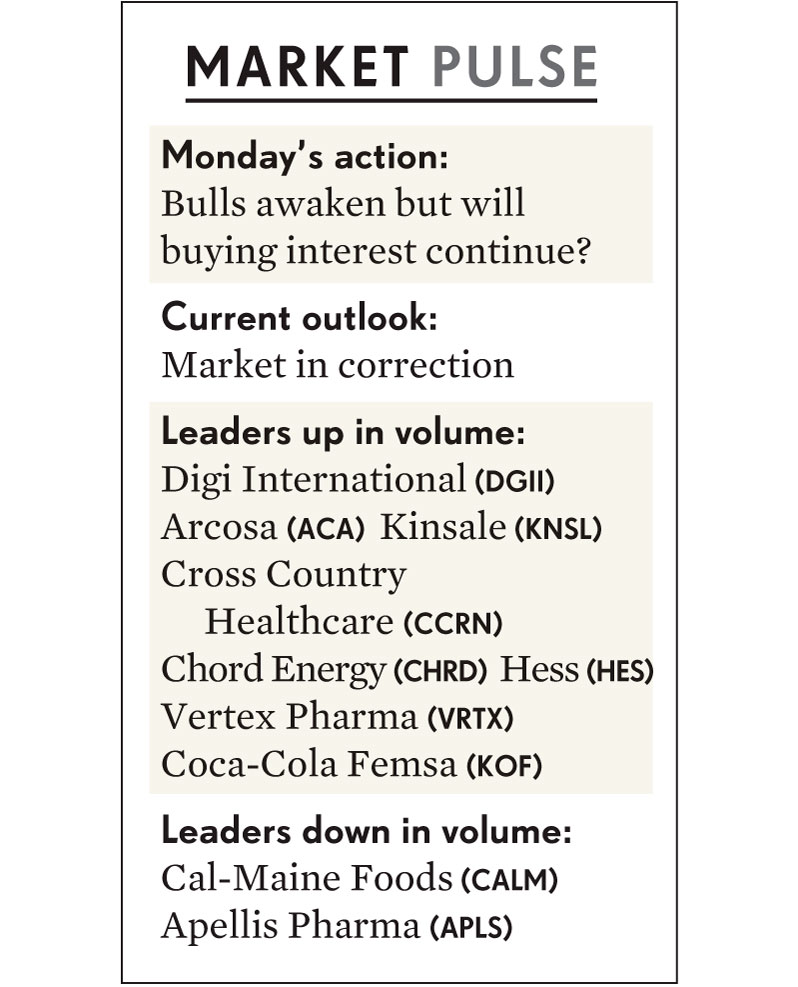 MARKET PULSE
Monday’s action:
Bulls awaken but will
buying interest continue?
Current outlook:
Market in correction
Leaders up in volume:
Digi International (DGII)
Arcosa (ACA) Kinsale (KNSL)
Cross Country
Healthcare (CCRN)
Chord Energy (CHRD) Hess (HES)
Vertex Pharma (VRTX)
Coca-Cola Femsa (KOF)
Leaders down in volume:
Cal-Maine Foods (CALM)
Apellis Pharma (APLS)